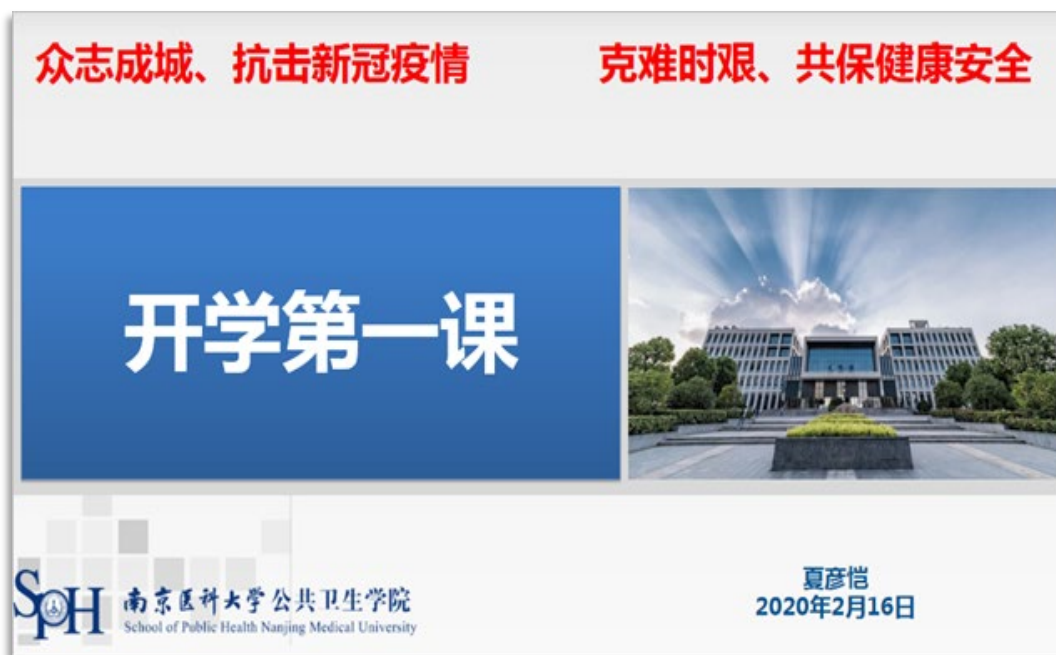 众志成城、抗击新冠疫情 克难时艰、共保健康安全
开学第一课
SPH 南京医科大学公共卫生学院
School of Public Health Nanjing Medical University
夏彦恺
2020年2月16日